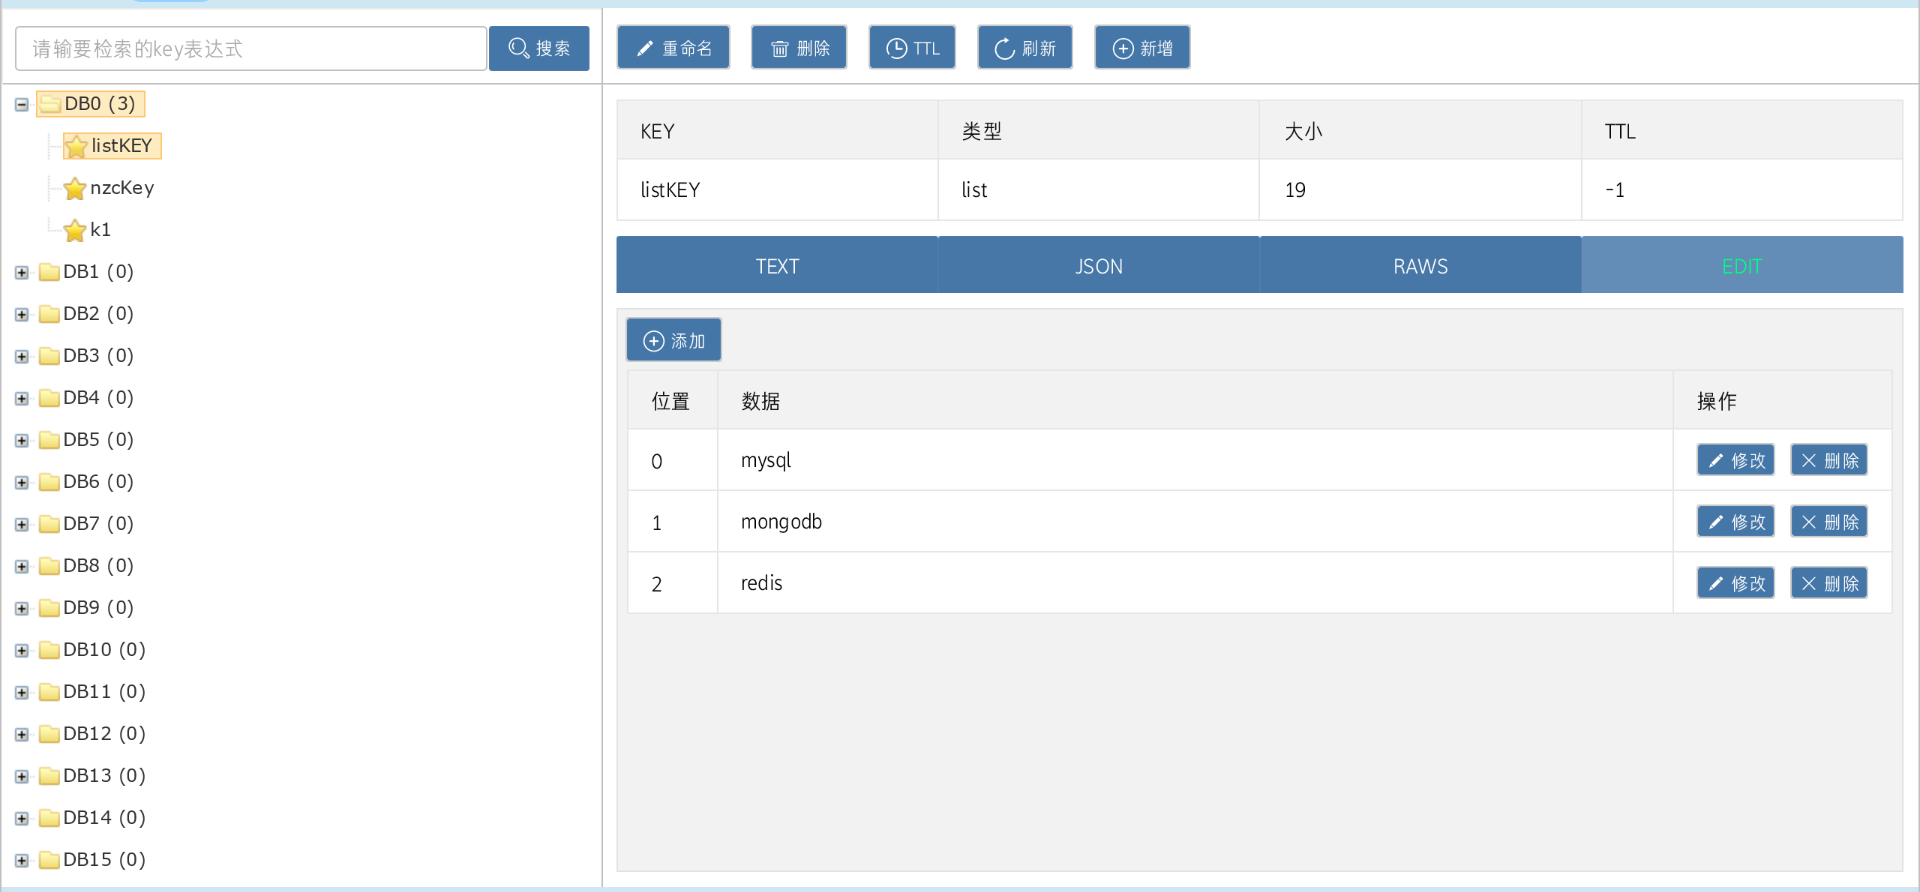 请输要检索的key表达式
搜索
重命名
删除
TTL
刷新
新增
DB0 (3)
listKEY
nzcKey
k1
DB1 (0)
DB2 (0)
DB3 (0)
DB4 (0)
DB5 (0)
DB6 (0)
DB7 (0)
DB8 (0)
DB9 (0)
DB10 (0)
DB11 (0)
DB12 (0)
DB13 (0)
DB14 (0)
DB15 (0)
KEY 类型 大小 TTL
listKEY list 19 -1
TEXT JSON RAWS EDIT
添加
位置 数据 操作
0 mysql 修改 删除
1 mongodb 修改 删除
2 redis 修改 删除